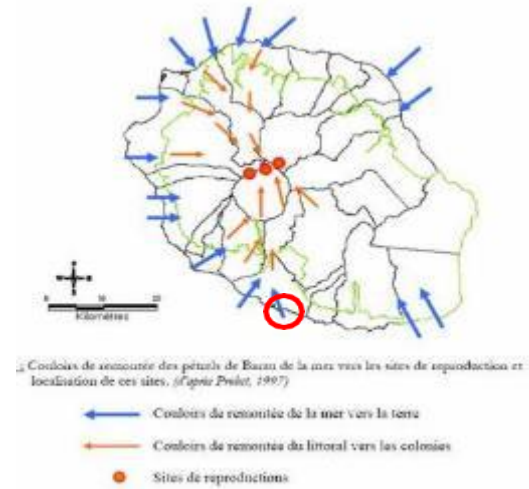 Kilomètres
Couloirs de remontée des pétrels de Barau de la mer vers les sites de reproduction et
localisation de ces sites. (d'après Probst, 1997)
Couloirs de remontée de la mer vers la terre
Couloirs de remontée du littoral vers les colonies
Sites de reproductions